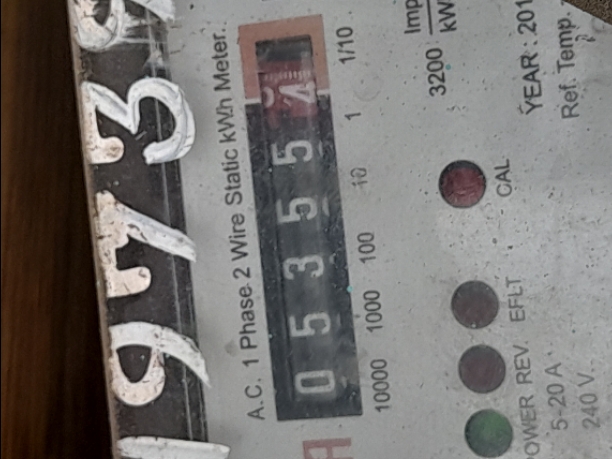 A.C. 1 Phase 2 Wire Static kWh Meter.
0 5 3 5 5 4
10000 1000 100 10 1 1/10
POWER REV. EFLT CAL
3200 Imp
kW
5-20 A YEAR: 201
240 V. Ref. Temp.
1973